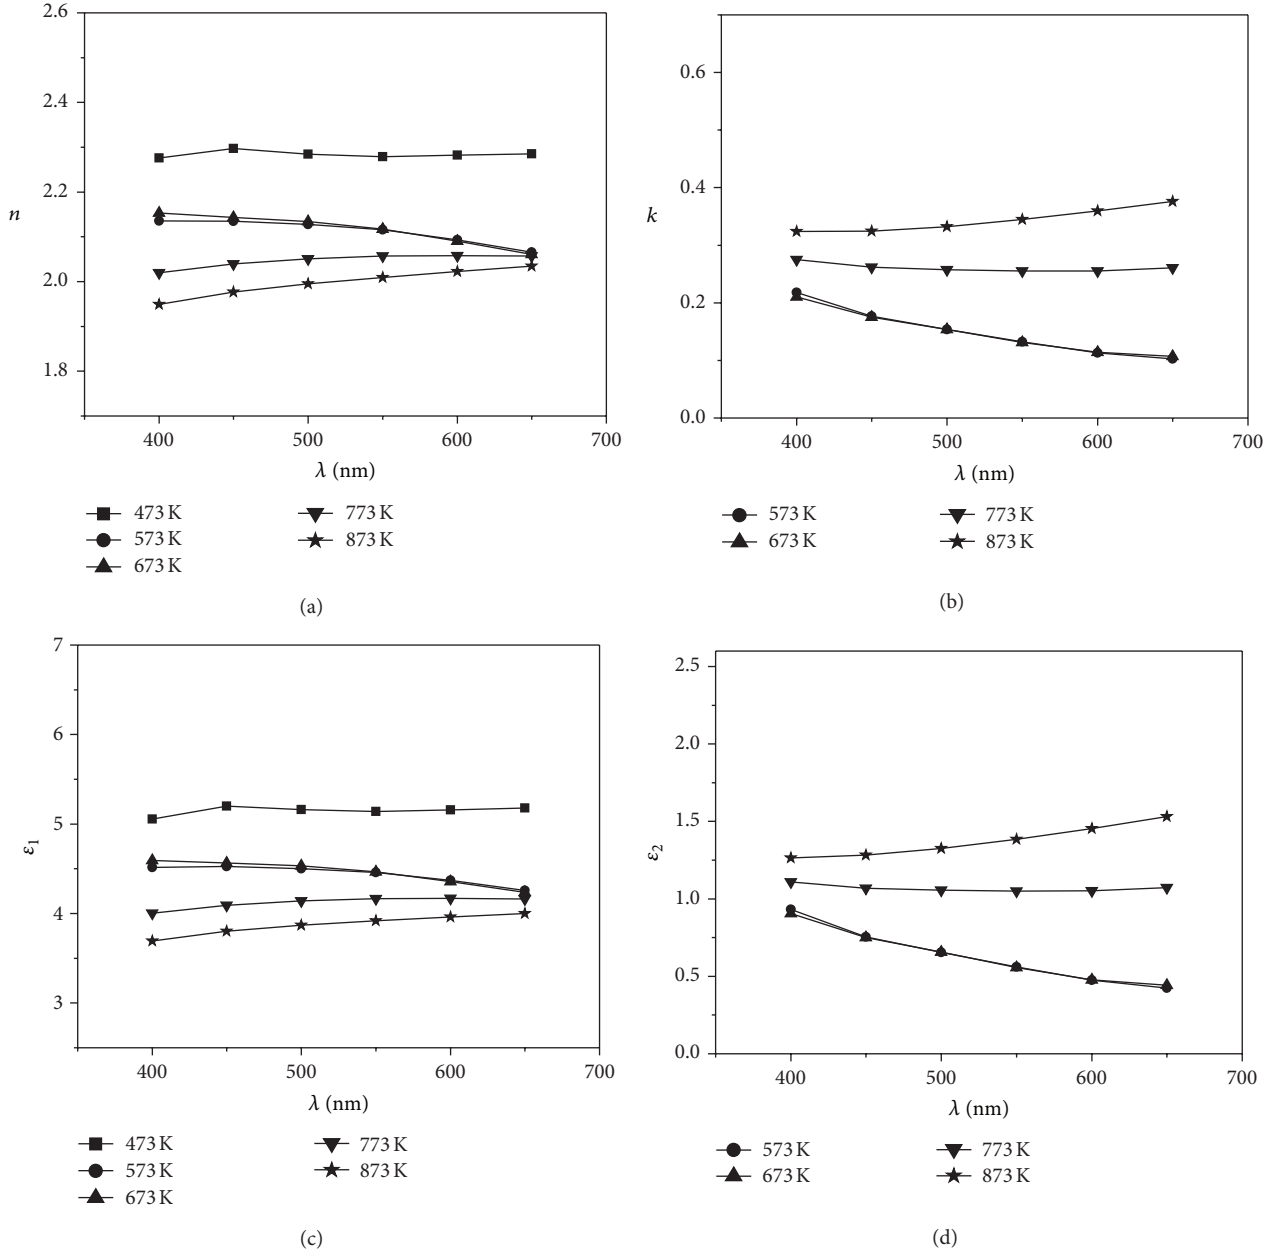 2.6
2.4
2.2
2.0
1.8
n
400 500 600 700
λ (nm)
473 K 773 K
573 K 873 K
673 K
(a)
0.6
0.4
0.2
0.0
k
400 500 600 700
λ (nm)
573 K 773 K
673 K 873 K
(b)
7
6
5
4
3
ε1
400 500 600 700
λ (nm)
473 K 773 K
573 K 873 K
673 K
(c)
2.5
2.0
1.5
1.0
0.5
0.0
ε2
400 500 600 700
λ (nm)
573 K 773 K
673 K 873 K
(d)